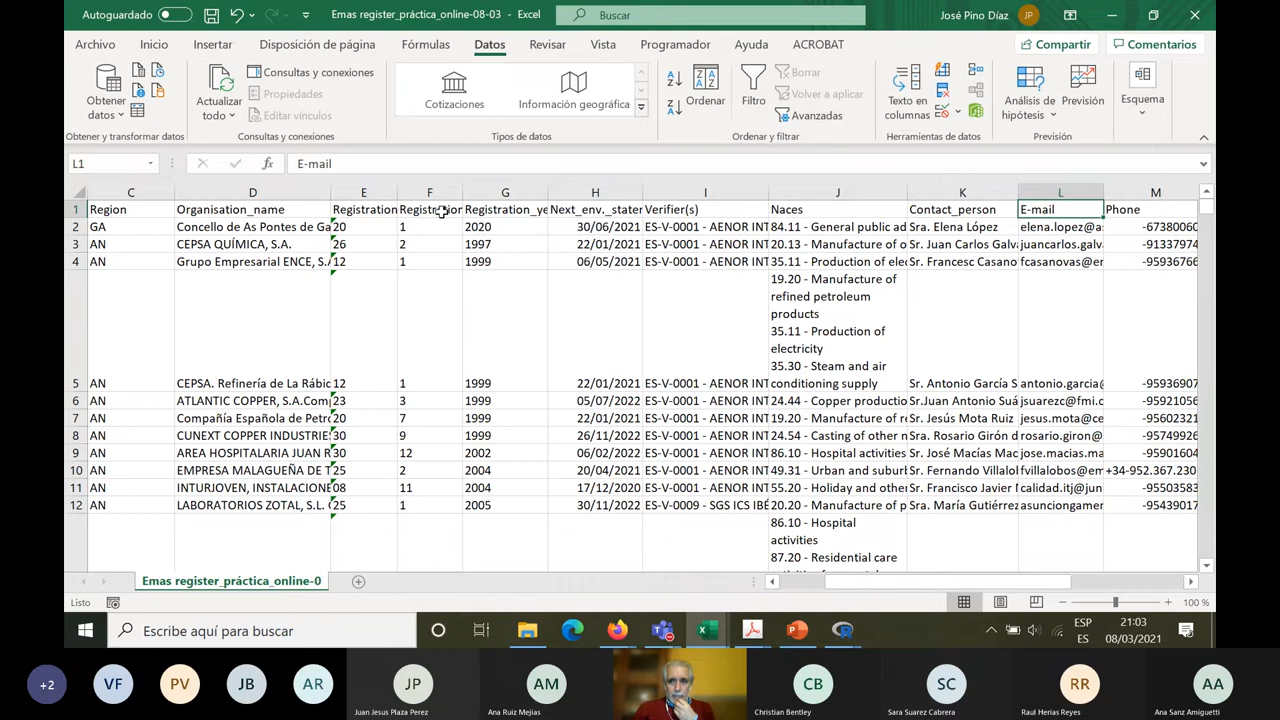 Autoguardado
Emas register_práctica_online-08-03 - Excel
Buscar
José Pino Díaz
JP
Archivo Inicio Insertar Disposición de página Fórmulas Datos Revisar Vista Programador Ayuda ACROBAT
Compartir
Comentarios
Obtener datos
Actualizar todo
Consultas y conexiones
Propiedades
Editar vínculos
Cotizaciones
Información geográfica
Ordenar
Filtro
Borrar
Volver a aplicar
Avanzadas
Texto en columnas
Análisis de hipótesis
Previsión
Esquema
Obtener y transformar datos
Consultas y conexiones
Tipos de datos
Ordenar y filtrar
Herramientas de datos
Previsión
L1
fx
E-mail
C D E F G H I J K L M
1 Region Organisation_name Registration Registration Registration_ye Next_env._stater Verifier(s) Naces Contact_person E-mail Phone
2 GA Concello de As Pontes de Ga 20 1 2020 30/06/2021 ES-V-0001 - AENOR INT 84.11 - General public ad Sra. Elena López elena.lopez@a -67380060
3 AN CEPSA QUÍMICA, S.A. 26 2 1997 22/01/2021 ES-V-0001 - AENOR INT 20.13 - Manufacture of o Sr. Juan Carlos Galva juancarlos.galv -91337974
4 AN Grupo Empresarial ENCE, S.A 12 1 1999 06/05/2021 ES-V-0001 - AENOR INT 35.11 - Production of elec Sr. Francesc Casano fcasanovas@en -95936766
19.20 - Manufacture of
refined petroleum
products
35.11 - Production of
electricity
35.30 - Steam and air
5 AN CEPSA. Refinería de La Rábic 12 1 1999 22/01/2021 ES-V-0001 - AENOR INT conditioning supply Sr. Antonio García S antonio.garcia@ -95936907
6 AN ATLANTIC COPPER, S.A.Com 23 3 1999 05/07/2022 ES-V-0001 - AENOR INT 24.44 - Copper productio Sr.Juan Antonio Suá jsuarezc@fmi.c -95921056
7 AN Compañía Española de Petro 20 7 1999 22/01/2021 ES-V-0001 - AENOR INT 19.20 - Manufacture of re Sr. Jesús Mota Ruiz jesus.mota@ce -95602321
8 AN CUNEXT COPPER INDUSTRIE 30 9 1999 26/11/2022 ES-V-0001 - AENOR INT 24.54 - Casting of other n Sra. Rosario Girón d rosario.giron@ -95749926
9 AN AREA HOSPITALARIA JUAN R 30 12 2002 06/02/2022 ES-V-0001 - AENOR INT 86.10 - Hospital activities Sr. José Macías Mac jose.macias.ma -95901604
10 AN EMPRESA MALAGUEÑA DE T 25 2 2004 20/04/2021 ES-V-0001 - AENOR INT 49.31 - Urban and suburb Sr. Fernando Villalol fvillalobos@em +34-952.367.230
11 AN INTURJOVEN, INSTALACIONE 08 11 2004 17/12/2020 ES-V-0001 - AENOR INT 55.20 - Holiday and other Sr. Francisco Javier M calidad.itj@jun -95503583
12 AN LABORATORIOS ZOTAL, S.L. 25 1 2005 30/11/2022 ES-V-0009 - SGS ICS IBÉ 20.20 - Manufacture of p Sra. María Gutiérrez asunciongamer -95439017
86.10 - Hospital
activities
87.20 - Residential care
Emas register_práctica_online-0
Listo
100 %
Escribe aquí para buscar
ESP
ES
21:03
08/03/2021
+2 VF PV JB AR JP AM CB SC RR AA
Juan Jesus Plaza Perez
Ana Ruiz Mejias
Christian Bentley
Sara Suarez Cabrera
Raul Herias Reyes
Ana Sanz Amiguetti